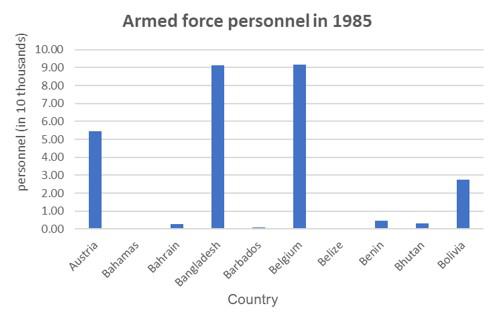 Armed force personnel in 1985
personnel (in 10 thousands)
10.00
9.00
8.00
7.00
6.00
5.00
4.00
3.00
2.00
1.00
0.00
Austria
Bahamas
Bahrain
Bangladesh
Barbados
Belgium
Belize
Benin
Bhutan
Bolivia
Country